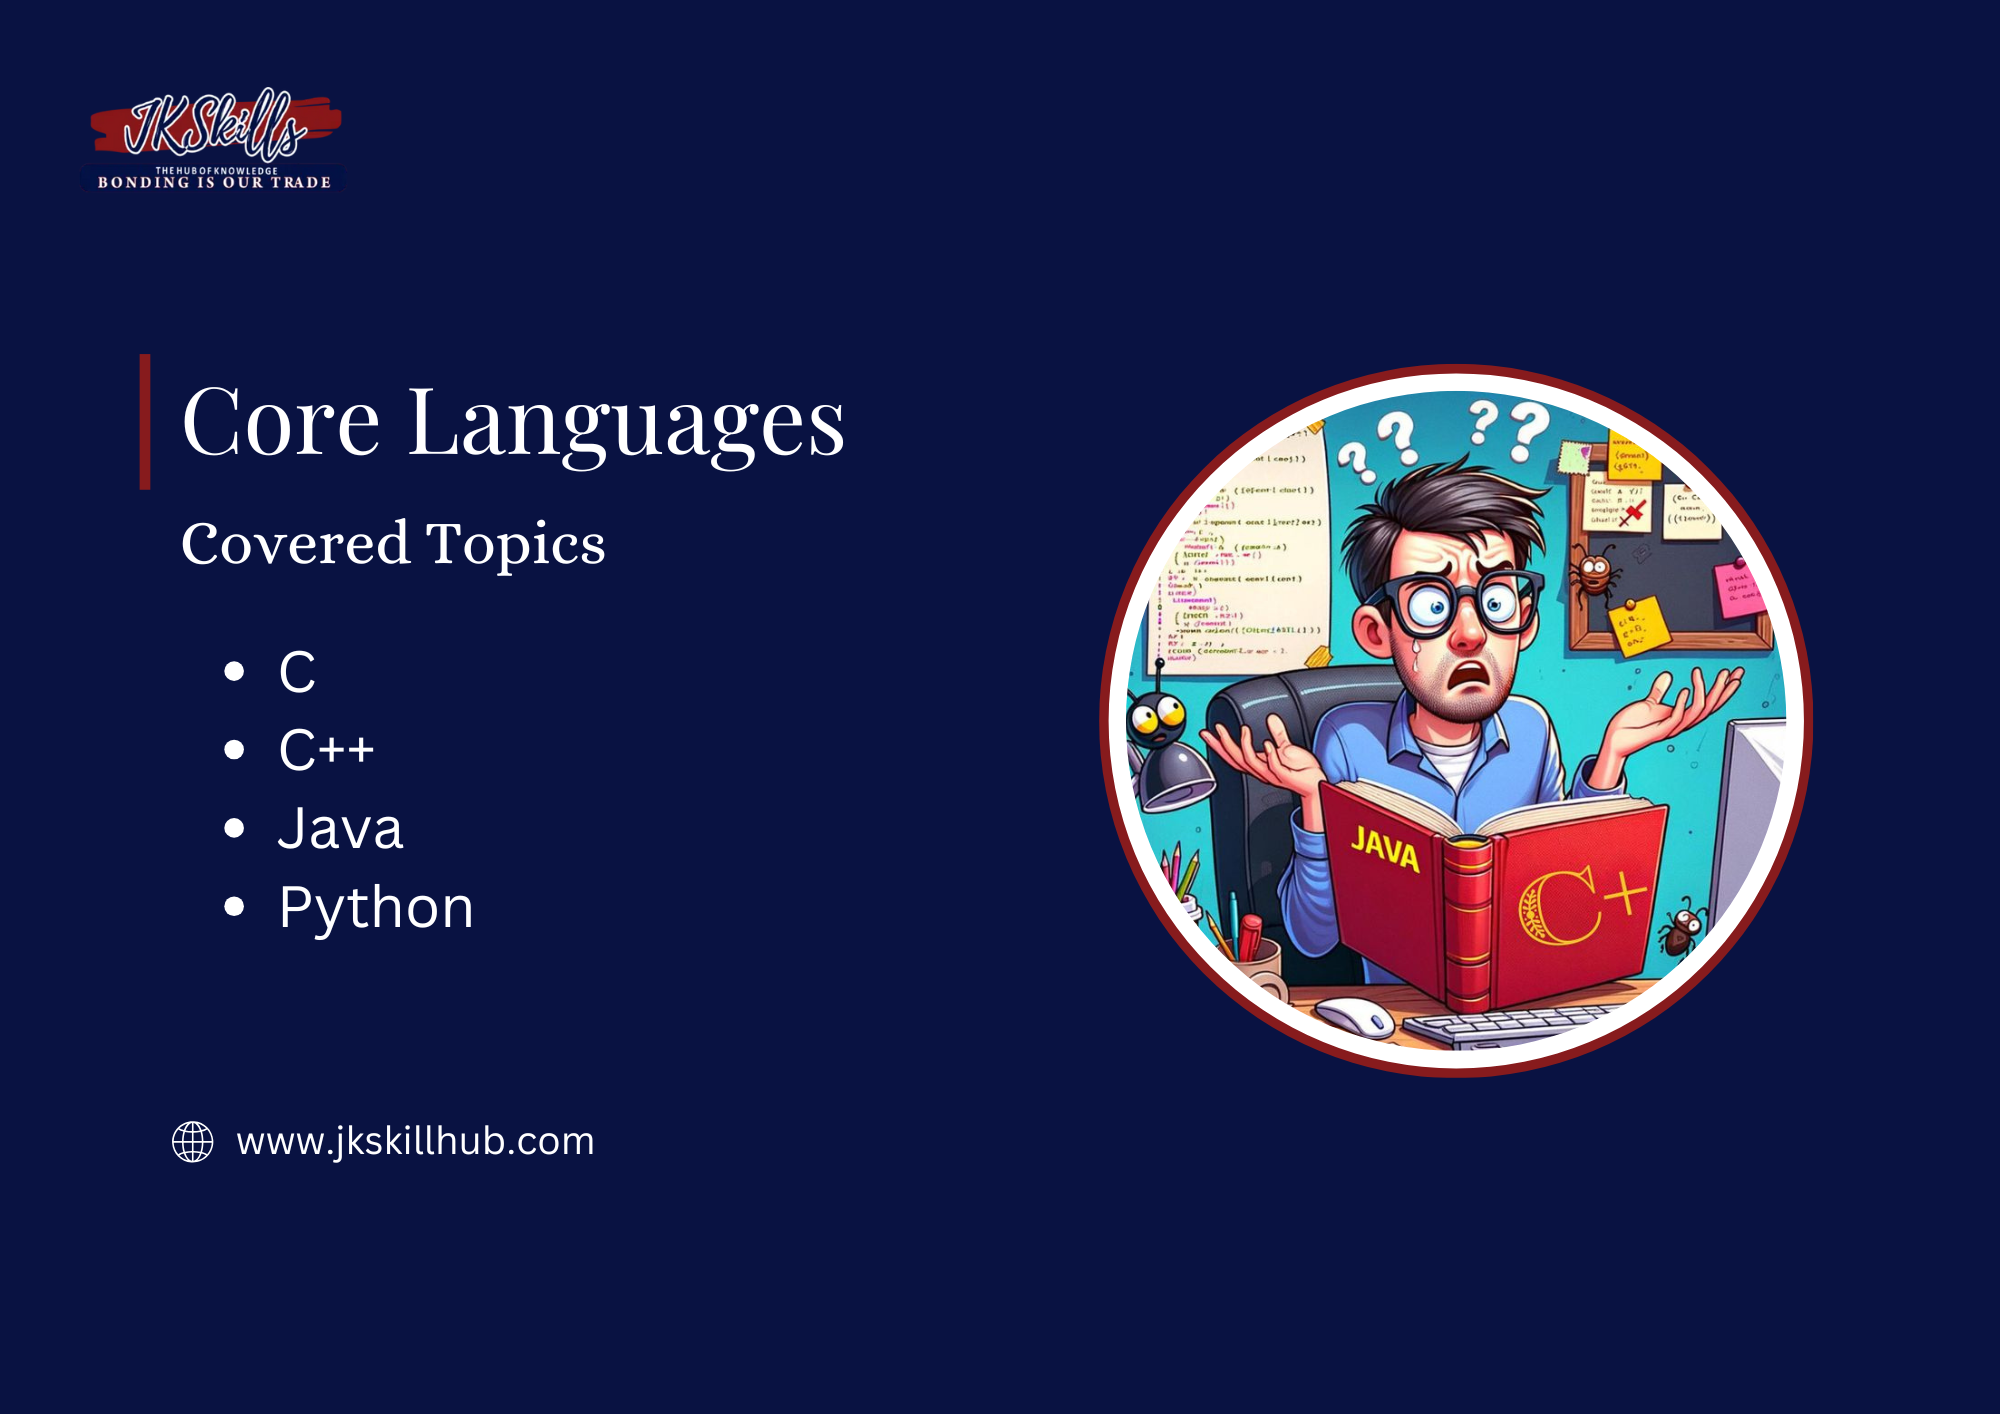 JKSkills
THE HUB OF KNOWLEDGE
BONDING IS OUR TRADE
Core Languages
Covered Topics
• C
• C++
• Java
• Python
www.jkskillhub.com
? ? ? ?
JAVA
C+